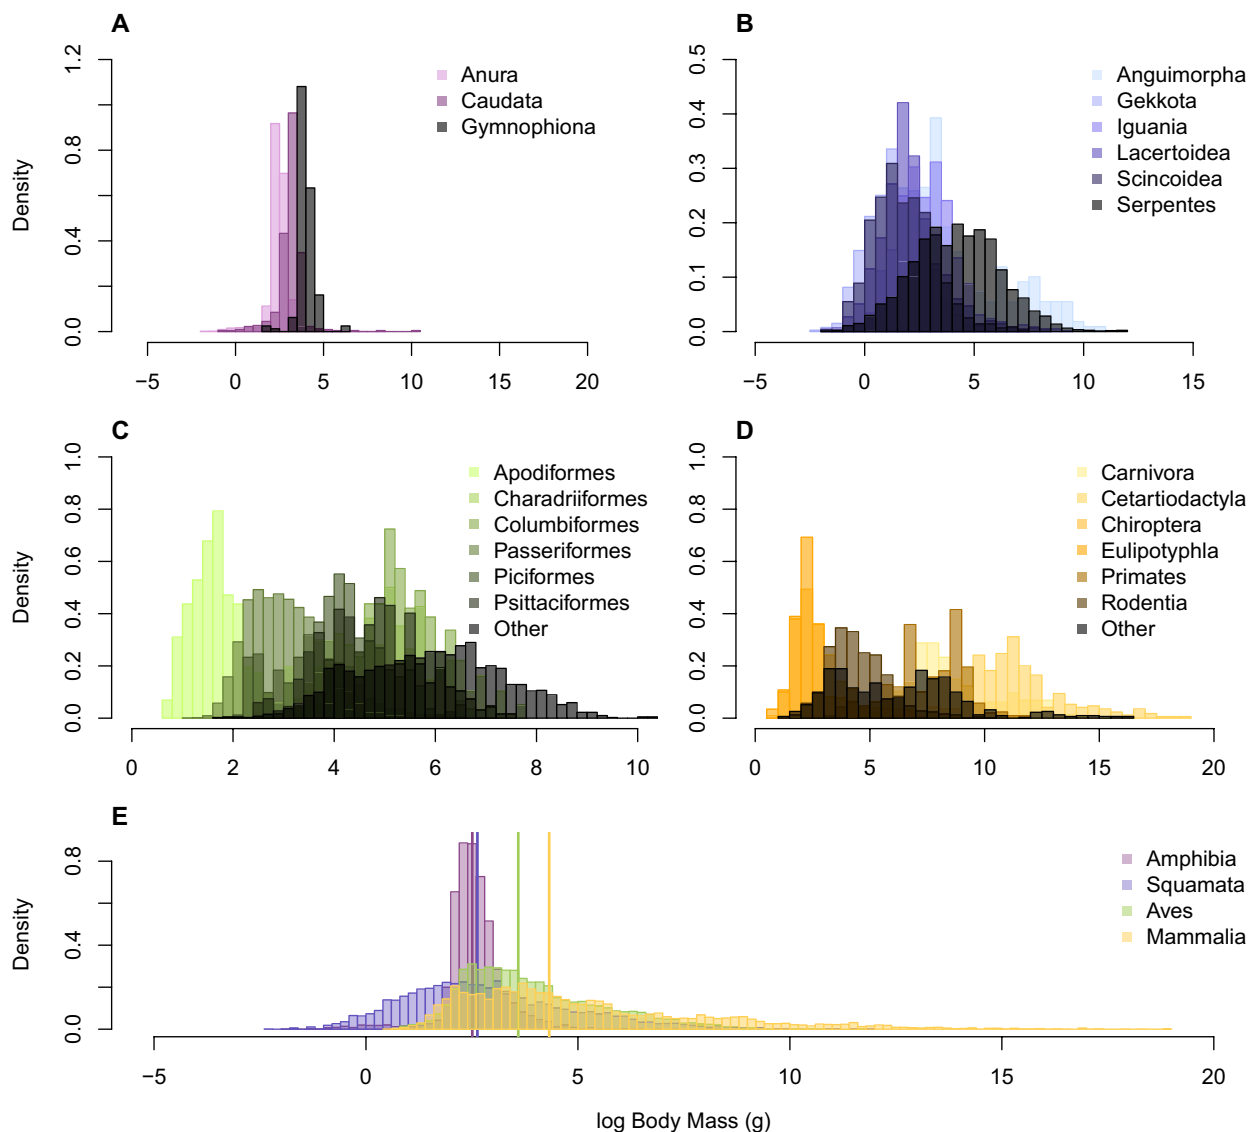 A
1.2
0.8
0.4
0.0
Density
Anura
Caudata
Gymnophiona
−5 0 5 10 15 20
B
0.5
0.4
0.3
0.2
0.1
0.0
Anguimorpha
Gekkota
Iguania
Lacertoidea
Scincoidea
Serpentes
−5 0 5 10 15
C
1.0
0.8
0.6
0.4
0.2
0.0
Density
Apodiformes
Charadriiformes
Columbiformes
Passeriformes
Piciformes
Psittaciformes
Other
0 2 4 6 8 10
D
1.0
0.8
0.6
0.4
0.2
0.0
Carnivora
Cetartiodactyla
Chiroptera
Eulipotyphla
Primates
Rodentia
Other
0 5 10 15 20
E
0.8
0.4
0.0
Density
Amphibia
Squamata
Aves
Mammalia
−5 0 5 10 15 20
log Body Mass (g)